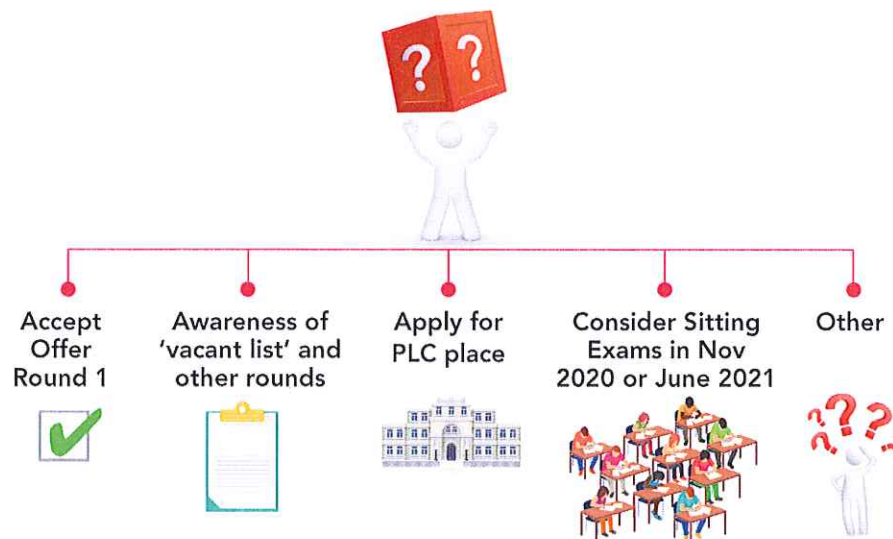 ? ?
Accept
Offer
Round 1
Awareness of
'vacant list' and
other rounds
Apply for
PLC place
Consider Sitting
Exams in Nov
2020 or June 2021
Other
? ? ? ?